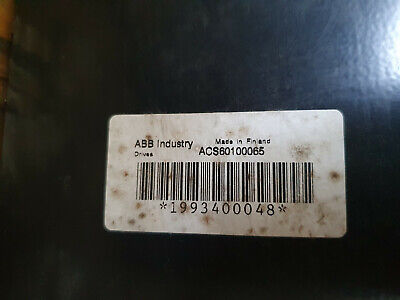 ABB Industry Made in Finland
Drives ACS60100065
*1993400048*